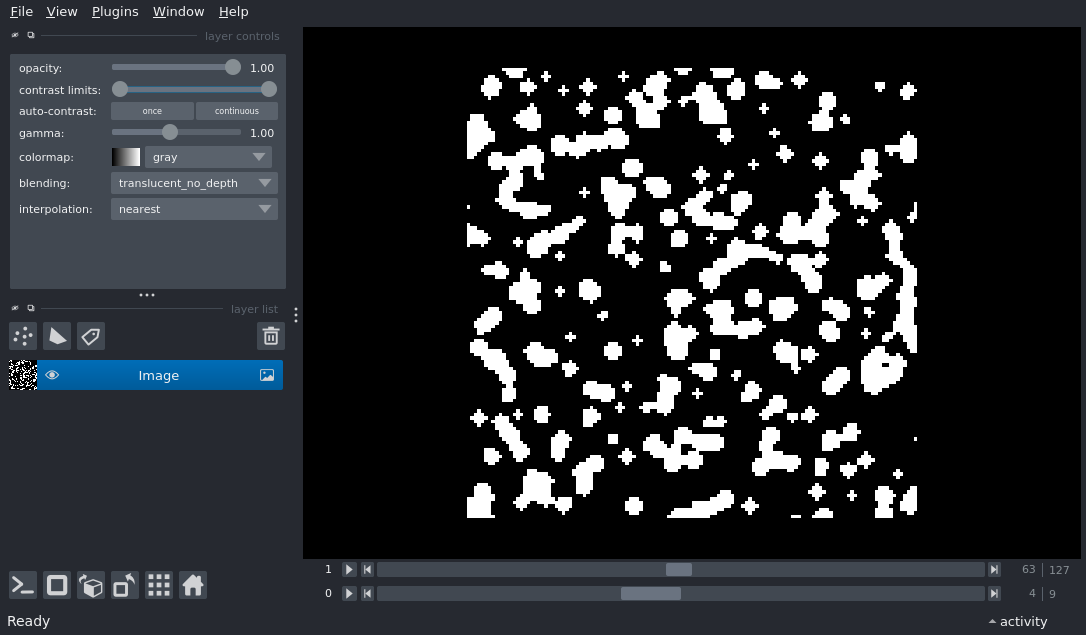 File View Plugins Window Help
layer controls
opacity: 1.00
contrast limits:
auto-contrast: once continuous
gamma: 1.00
colormap: gray
blending: translucent_no_depth
interpolation: nearest
layer list
Image
1 63 127
0 4 9
Ready activity